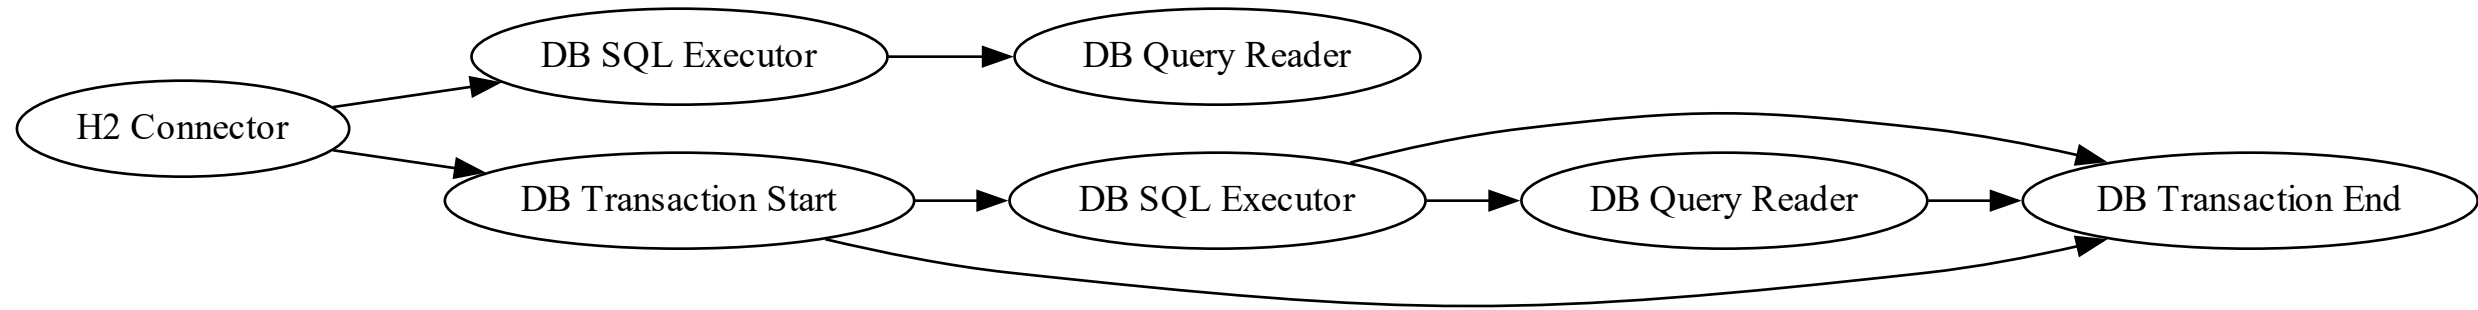 DB SQL Executor
DB Query Reader
H2 Connector
DB Transaction Start
DB SQL Executor
DB Query Reader
DB Transaction End